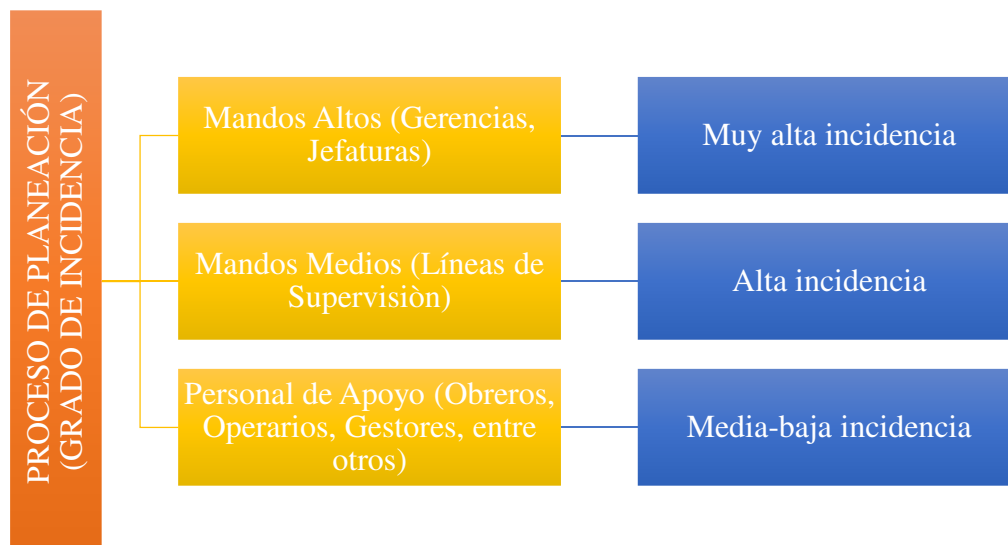 PROCESO DE PLANEACIÓN
(GRADO DE INCIDENCIA)
Mandos Altos (Gerencias,
Jefaturas)
Muy alta incidencia
Mandos Medios (Líneas de
Supervisiòn)
Alta incidencia
Personal de Apoyo (Obreros,
Operarios, Gestores, entre
otros)
Media-baja incidencia